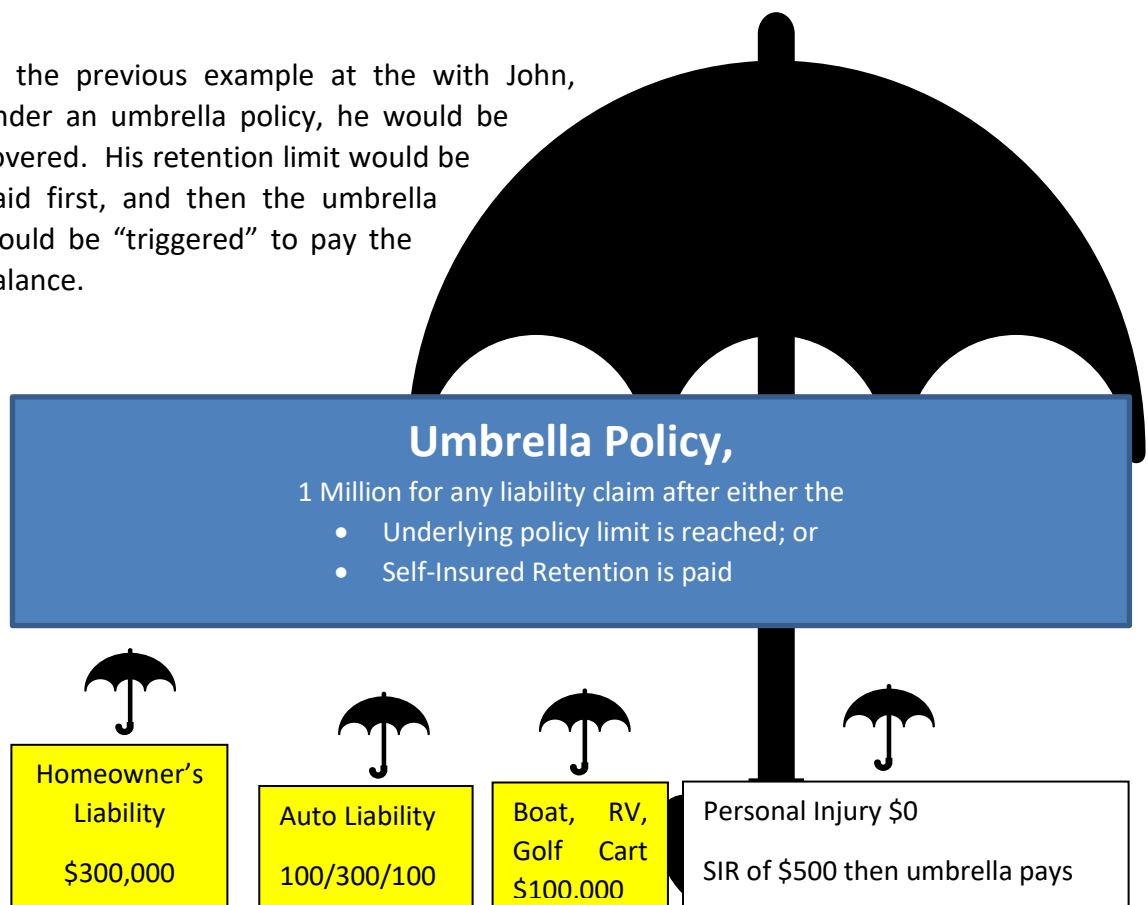 the previous example at the with John,
nder an umbrella policy, he would be
overed. His retention limit would be
aid first, and then the umbrella
ould be “triggered” to pay the
alance.
Umbrella Policy,
1 Million for any liability claim after either the
• Underlying policy limit is reached; or
• Self-Insured Retention is paid
Homeowner’s
Liability
$300,000
Auto Liability
100/300/100
Boat, RV,
Golf Cart
$100.000
Personal Injury $0
SIR of $500 then umbrella pays